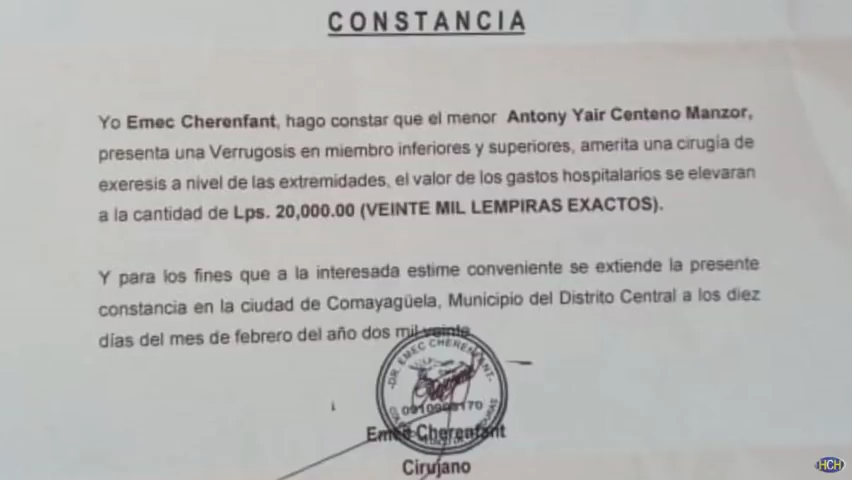 CONSTANCIA
Yo Emec Cherenfant, hago constar que el menor Antony Yair Centeno Manzor,
presenta una Verrugosis en miembro inferiores y superiores, amerita una cirugía de
exeresis a nivel de las extremidades, el valor de los gastos hospitalarios se elevaran
a la cantidad de Lps. 20,000.00 (VEINTE MIL LEMPIRAS EXACTOS).
Y para los fines que a la interesada estime conveniente se extiende la presente
constancia en la ciudad de Comayagüela, Municipio del Distrito Central a los diez
días del mes de febrero del año dos mil veinte
DR. EMEC CHERENFANT
Emec Cherenfant
Cirujano
HCH